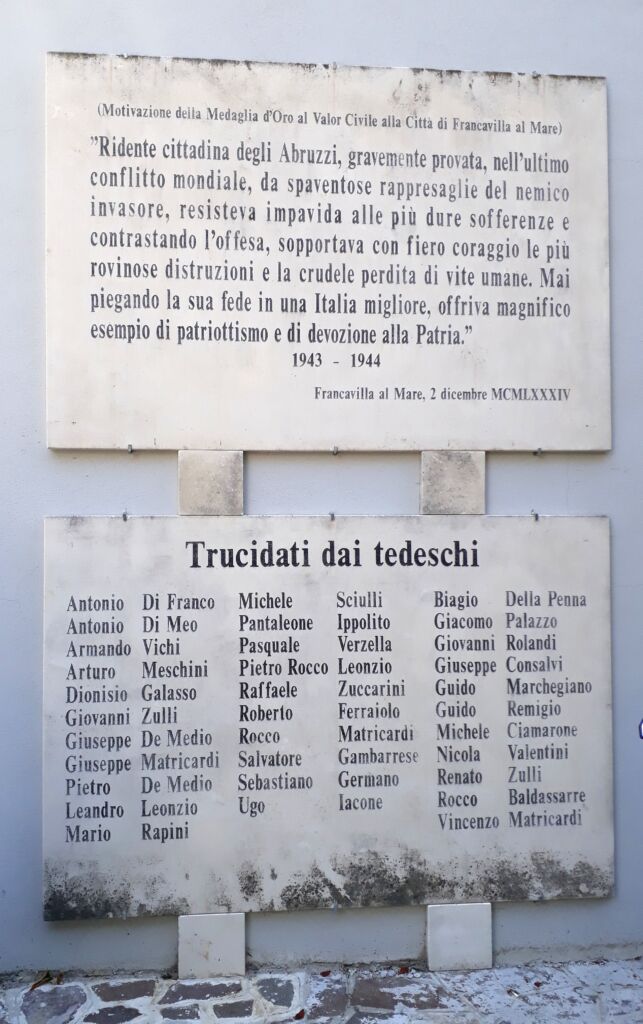 (Motivazione della Medaglia d'Oro al Valor Civile alla Città di Francavilla al Mare)
"Ridente cittadina degli Abruzzi, gravemente provata, nell'ultimo
conflitto mondiale, da spaventose rappresaglie del nemico
invasore, resisteva impavida alle più dure sofferenze e
contrastando l'offesa, sopportava con fiero coraggio le più
rovinose distruzioni e la crudele perdita di vite umane. Mai
piegando la sua fede in una Italia migliore, offriva magnifico
esempio di patriottismo e di devozione alla Patria."
1943 - 1944
Francavilla al Mare, 2 dicembre MCMLXXXIV
Trucidati dai tedeschi
Antonio Di Franco
Antonio Di Meo
Armando Vichi
Arturo Meschini
Dionisio Galasso
Giovanni Zulli
Giuseppe De Medio
Giuseppe Matricardi
Pietro De Medio
Leandro Leonzio
Mario Rapini
Michele Sciulli
Pantaleone Ippolito
Pasquale Verzella
Pietro Rocco Leonzio
Raffaele Zuccarini
Roberto Ferraiolo
Rocco Matricardi
Salvatore Gambarrese
Sebastiano Germano
Ugo Iacone
Biagio Della Penna
Giacomo Palazzo
Giovanni Rolandi
Giuseppe Consalvi
Guido Marchegiano
Guido Remigio
Michele Ciamarone
Nicola Valentini
Renato Zulli
Rocco Baldassarre
Vincenzo Matricardi